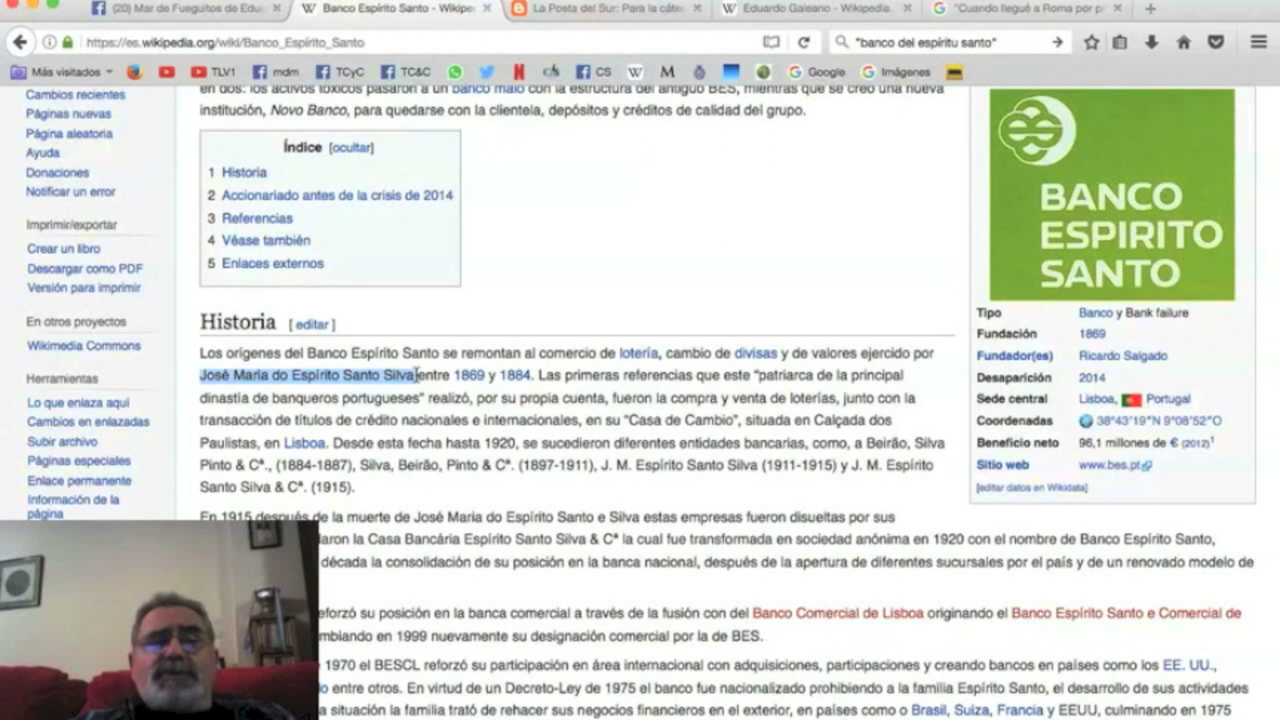 (20) Mar de Fueguitos de Edu
Banco Espírito Santo - Wikipe
La Posta del Sur: Para la cáte
Eduardo Galeano - Wikipedia,
"Cuando llegué a Roma por p
https://es.wikipedia.org/wiki/Banco_Espírito_Santo
"banco del espíritu santo"
Más visitados
TLV1
mdm
TCyC
TC&C
CS
Google
Imágenes
Cambios recientes
Páginas nuevas
Página aleatoria
Ayuda
Donaciones
Notificar un error
Imprimir/exportar
Crear un libro
Descargar como PDF
Versión para imprimir
En otros proyectos
Wikimedia Commons
Herramientas
Lo que enlaza aquí
Cambios en enlazadas
Subir archivo
Páginas especiales
Enlace permanente
Información de la
página
en dos: los activos tóxicos pasaron a un banco malo con la estructura del antiguo BES, mientras que se creó una nueva
institución, Novo Banco, para quedarse con la clientela, depósitos y créditos de calidad del grupo.
Índice [ocultar]
1 Historia
2 Accionariado antes de la crisis de 2014
3 Referencias
4 Véase también
5 Enlaces externos
Historia [ editar ]
Los orígenes del Banco Espírito Santo se remontan al comercio de lotería, cambio de divisas y de valores ejercido por
José Maria do Espírito Santo Silva entre 1869 y 1884. Las primeras referencias que este "patriarca de la principal
dinastía de banqueros portugueses" realizó, por su propia cuenta, fueron la compra y venta de loterías, junto con la
transacción de títulos de crédito nacionales e internacionales, en su "Casa de Cambio", situada en Calçada dos
Paulistas, en Lisboa. Desde esta fecha hasta 1920, se sucedieron diferentes entidades bancarias, como, a Beirão, Silva
Pinto & Cª., (1884-1887), Silva, Beirão, Pinto & Cª. (1897-1911), J. M. Espírito Santo Silva (1911-1915) y J. M. Espírito
Santo Silva & Cª. (1915).
En 1915 después de la muerte de José Maria do Espírito Santo e Silva estas empresas fueron disueltas por sus
laron la Casa Bancária Espírito Santo Silva & Cª la cual fue transformada en sociedad anónima en 1920 con el nombre de Banco Espírito Santo,
década la consolidación de su posición en la banca nacional, después de la apertura de diferentes sucursales por el país y de un renovado modelo de
eforzó su posición en la banca comercial a través de la fusión con del Banco Comercial de Lisboa originando el Banco Espírito Santo e Comercial de
mbiando en 1999 nuevamente su designación comercial por la de BES.
1970 el BESCL reforzó su participación en área internacional con adquisiciones, participaciones y creando bancos en países como los EE. UU.,
o entre otros. En virtud de un Decreto-Ley de 1975 el banco fue nacionalizado prohibiendo a la familia Espírito Santo, el desarrollo de sus actividades
a situación la familia trató de rehacer sus negocios financieros en el exterior, en países como o Brasil, Suiza, Francia y EEUU, culminando en 1975
BANCO
ESPIRITO
SANTO
Tipo Banco y Bank failure
Fundación 1869
Fundador(es) Ricardo Salgado
Desaparición 2014
Sede central Lisboa, Portugal
Coordenadas 38°43′19″N 9°08′52″O
Beneficio neto 96,1 millones de € (2012)1
Sitio web www.bes.pt
[editar datos en Wikidata]